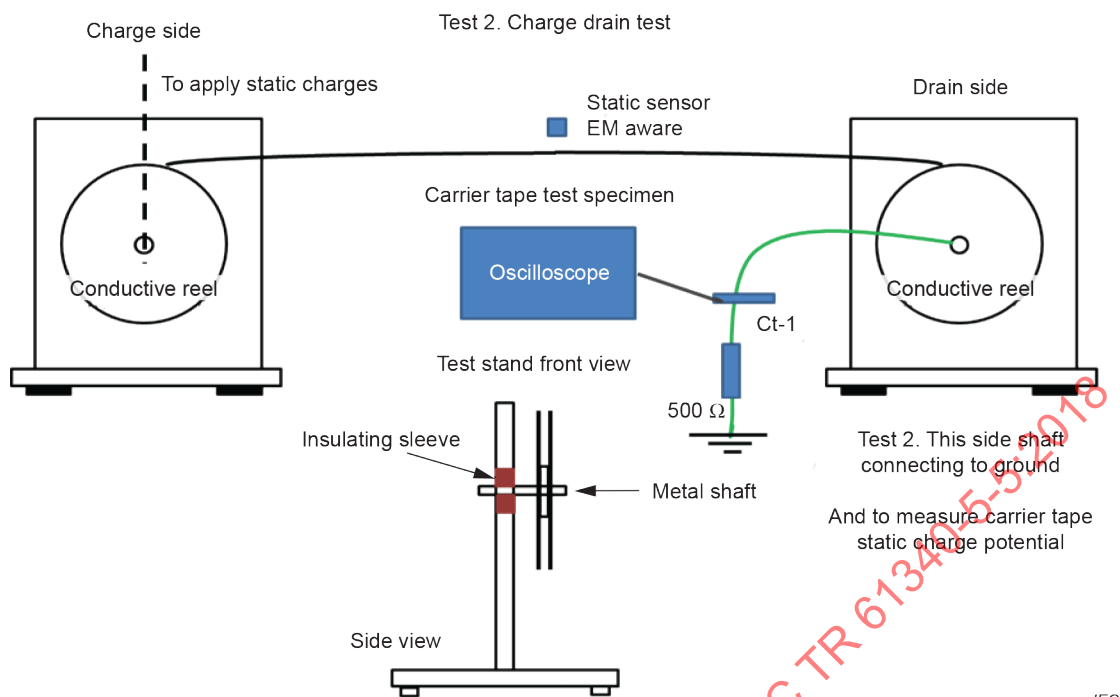 Test 2. Charge drain test
Charge side
To apply static charges
Static sensor
EM aware
Drain side
Carrier tape test specimen
Oscilloscope
Conductive reel
Conductive reel
Ct-1
Test stand front view
500 Ω
Insulating sleeve
Metal shaft
Test 2. This side shaft
connecting to ground
And to measure carrier tape
static charge potential
Side view
C TR 61340-5-5:2018